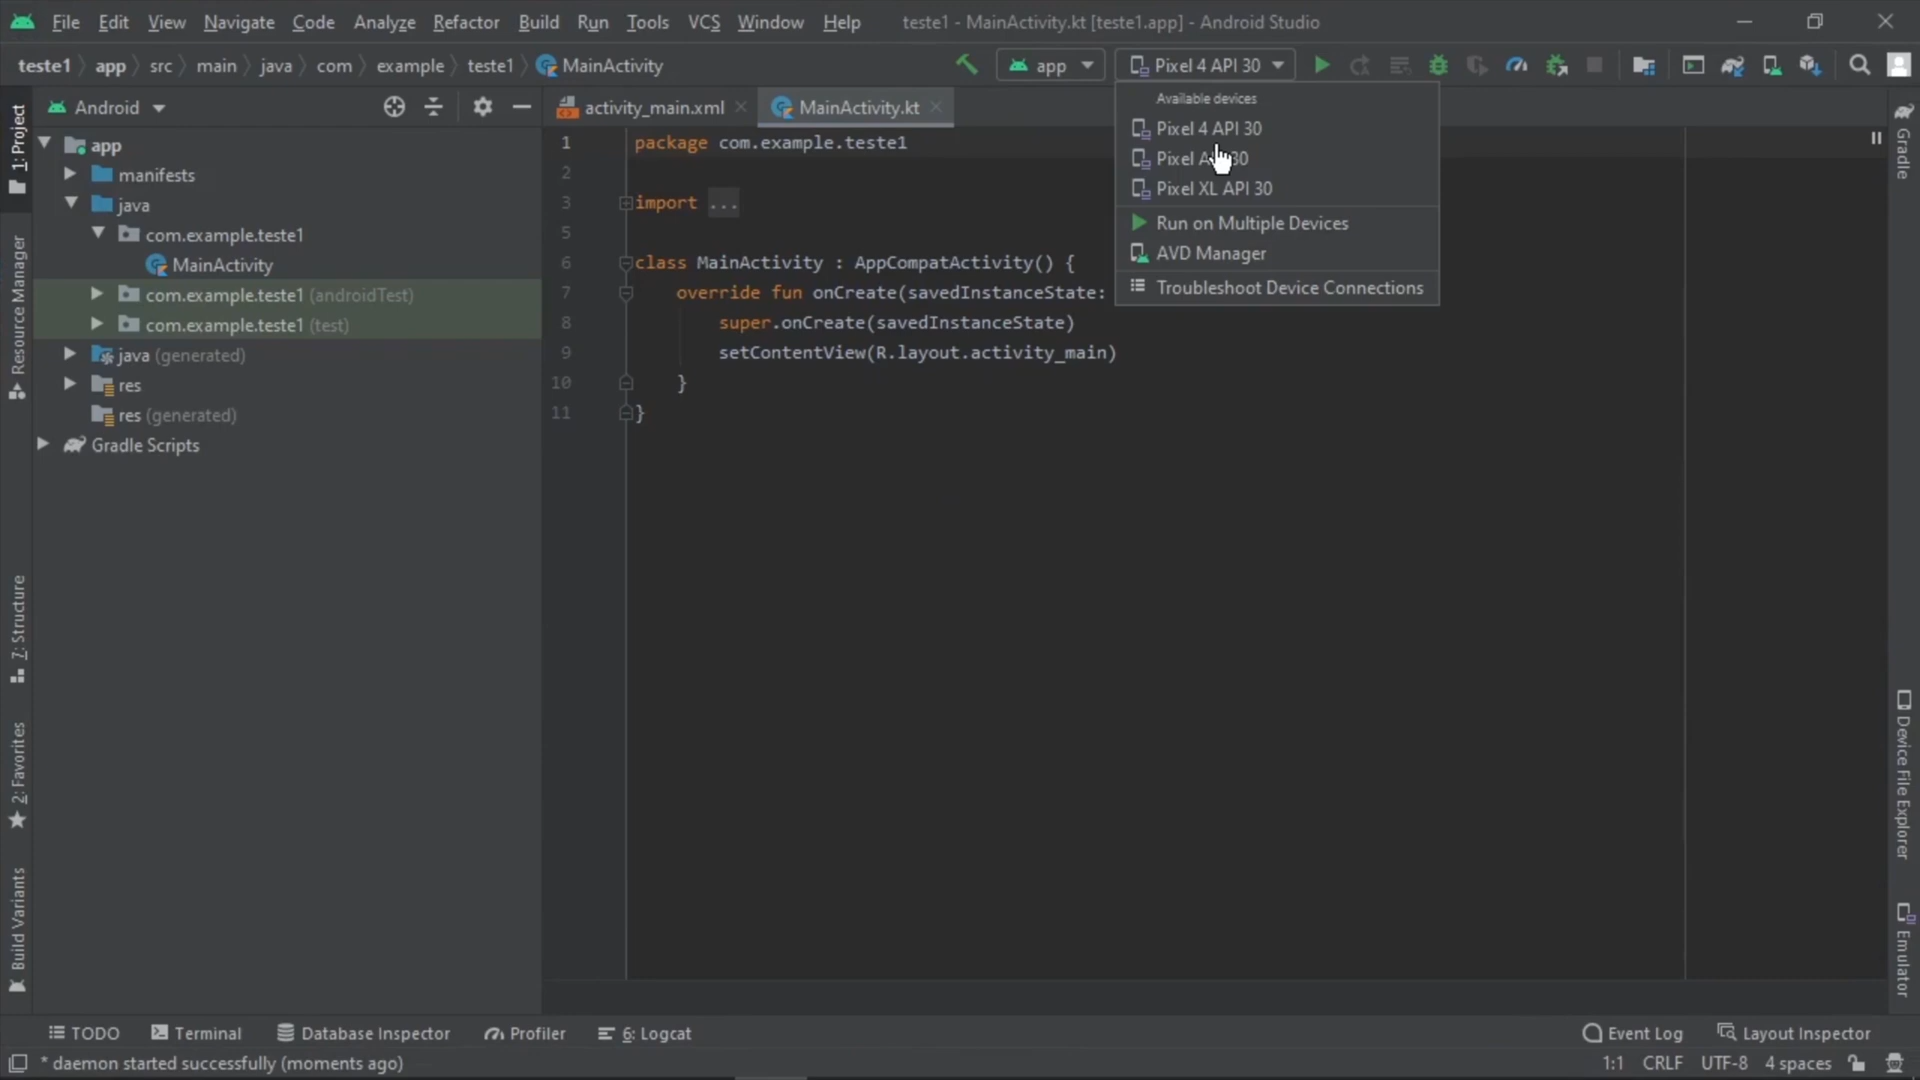 File Edit View Navigate Code Analyze Refactor Build Run Tools VCS Window Help teste1 - MainActivity.kt [teste1.app] - Android Studio
teste1 app src main java com example teste1 MainActivity app Pixel 4 API 30
Android activity_main.xml MainActivity.kt
Available devices
Pixel 4 API 30
Pixel 30
Pixel XL API 30
Run on Multiple Devices
AVD Manager
Troubleshoot Device Connections
app
manifests
java
com.example.teste1
MainActivity
com.example.teste1 (androidTest)
com.example.teste1 (test)
java (generated)
res
res (generated)
Gradle Scripts
1 package com.example.teste1
2
3 import ...
5
6 class MainActivity : AppCompatActivity() {
7 override fun onCreate(savedInstanceState:
8 super.onCreate(savedInstanceState)
9 setContentView(R.layout.activity_main)
10 }
11 }
1: Project
Resource Manager
7: Structure
2: Favorites
Build Variants
Gradle
Device File Explorer
Emulator
TODO Terminal Database Inspector Profiler 6: Logcat Event Log Layout Inspector
* daemon started successfully (moments ago) 1:1 CRLF UTF-8 4 spaces